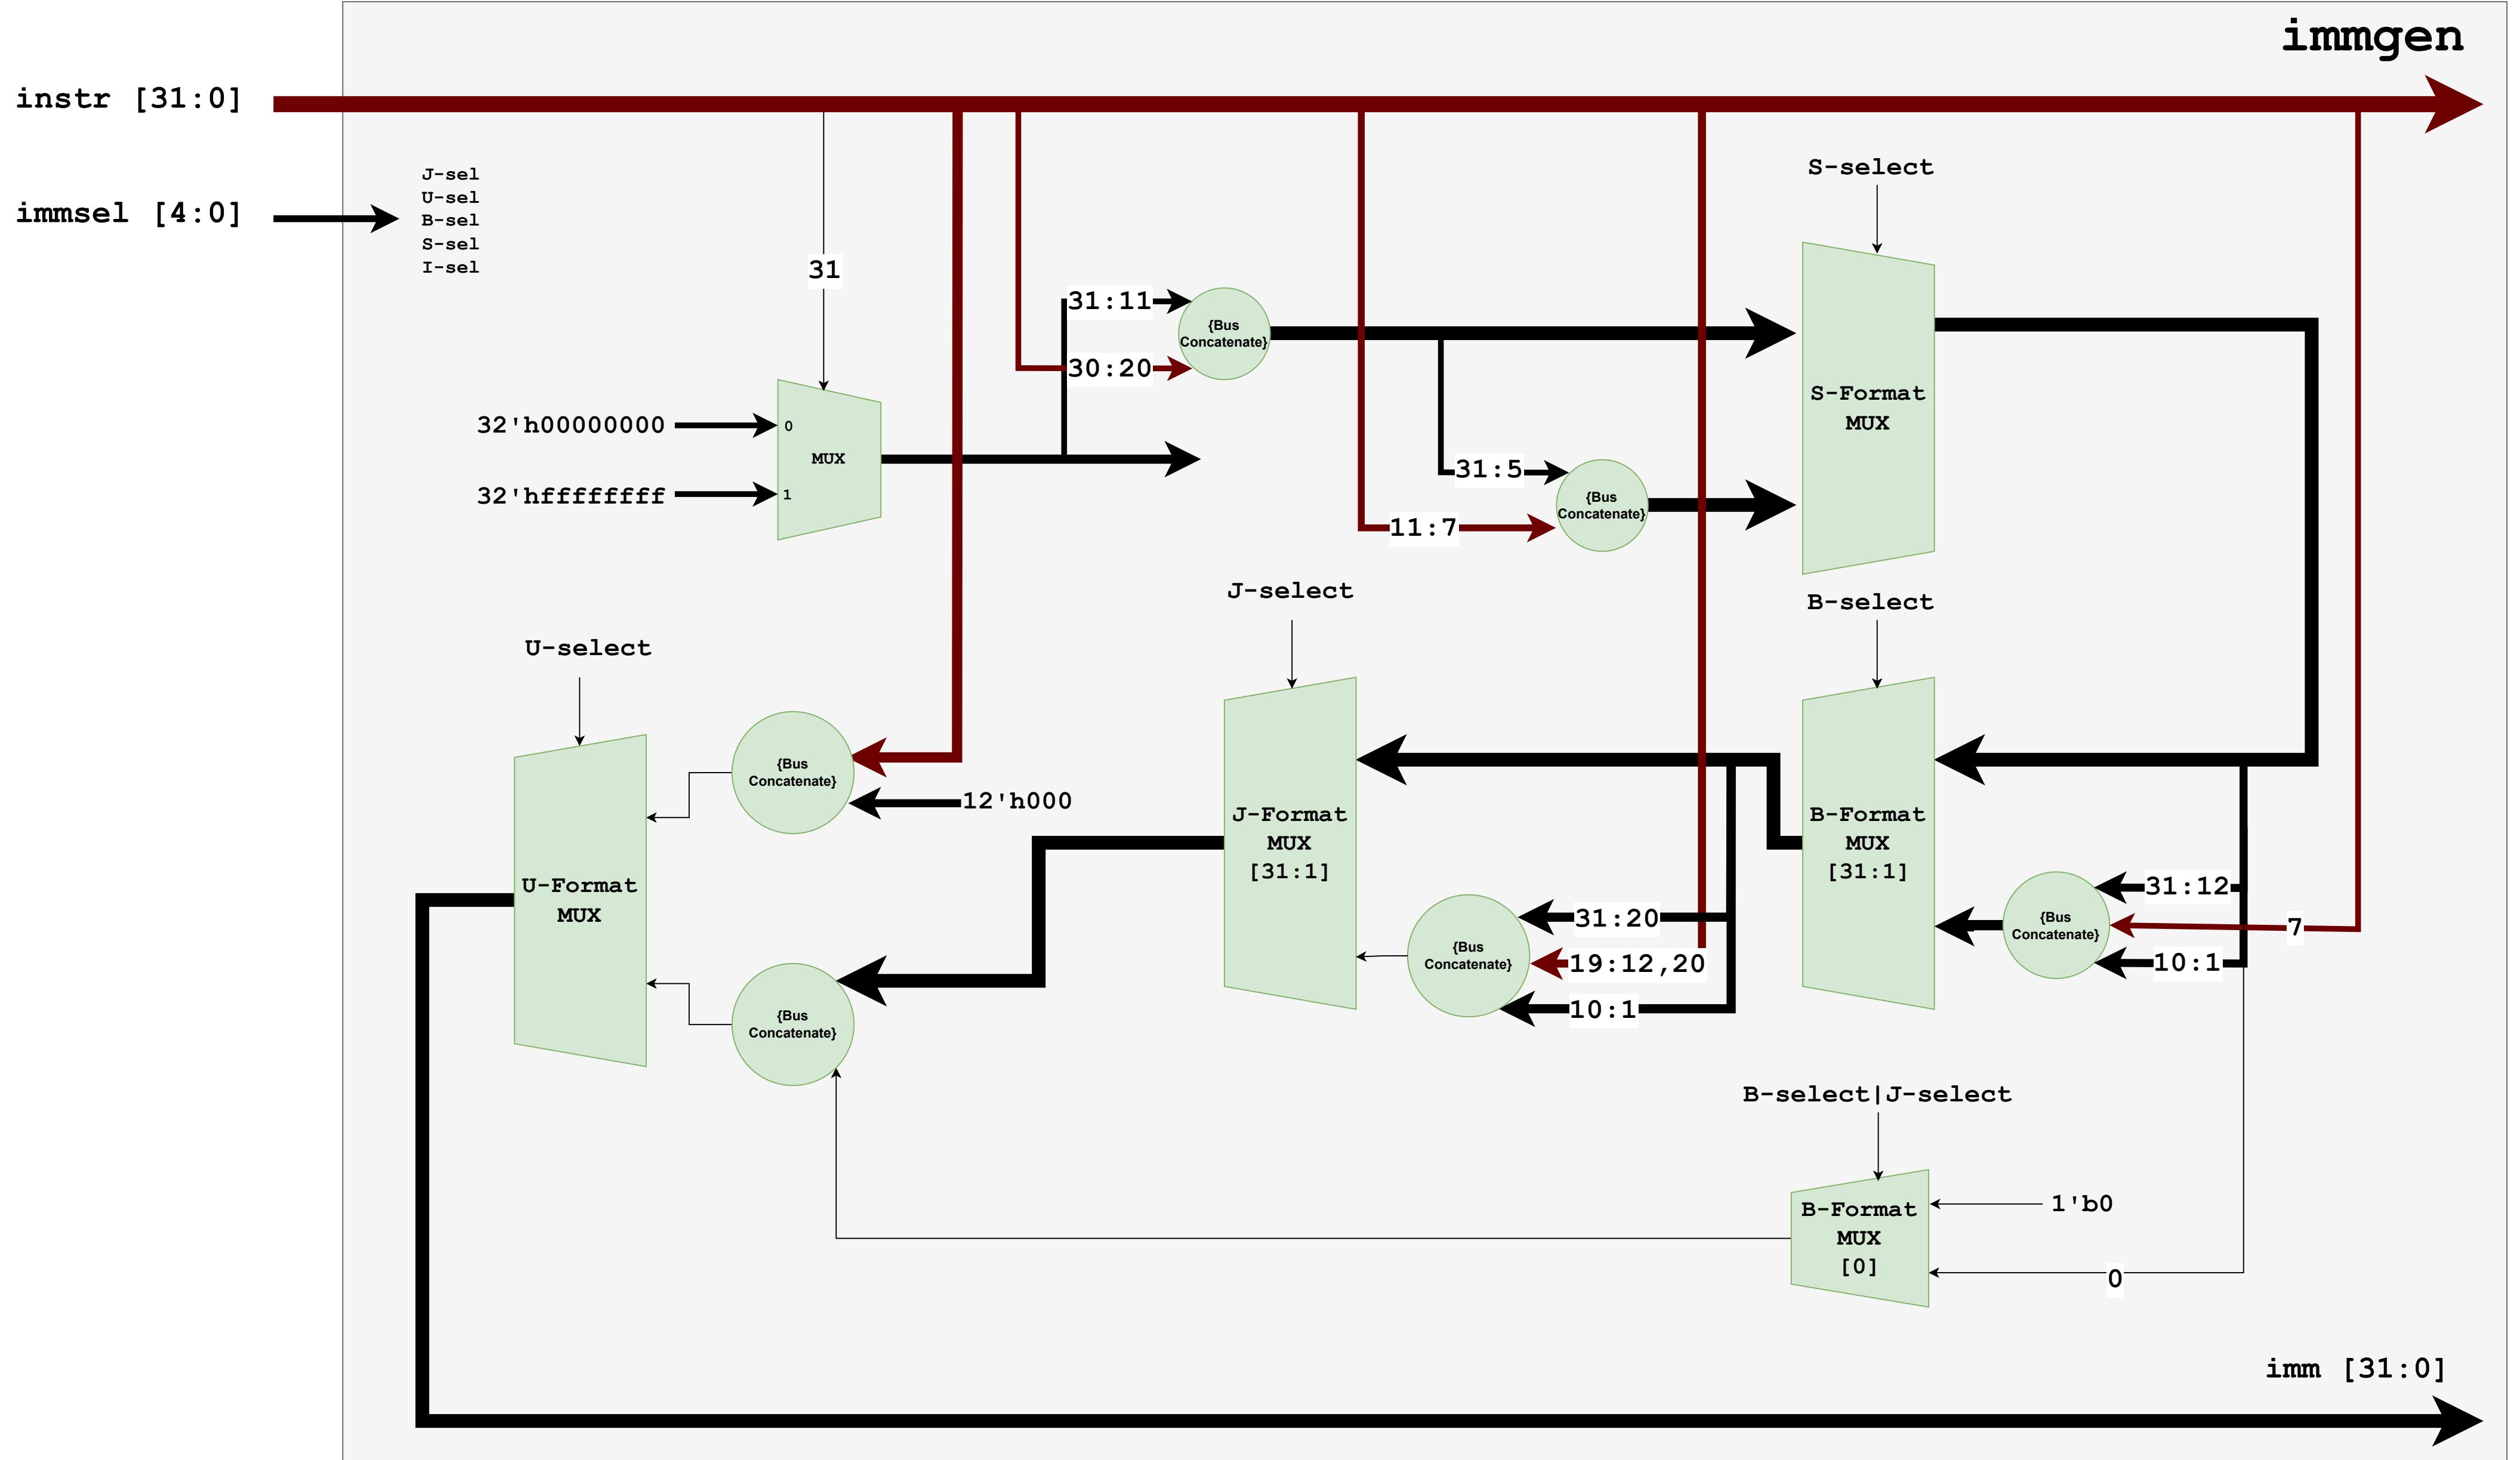 immgen
instr [31:0]
immsel [4:0]
J-sel
U-sel
B-sel
S-sel
I-sel
S-select
31
31:11
30:20
{Bus
Concatenate}
32'h00000000
32'hffffffff
0
MUX
1
S-Format
MUX
31:5
11:7
{Bus
Concatenate}
U-select
J-select
B-select
{Bus
Concatenate}
12'h000
U-Format
MUX
{Bus
Concatenate}
J-Format
MUX
[31:1]
31:20
19:12,20
10:1
{Bus
Concatenate}
B-Format
MUX
[31:1]
31:12
7
10:1
{Bus
Concatenate}
B-select|J-select
B-Format
MUX
[0]
1'b0
0
imm [31:0]